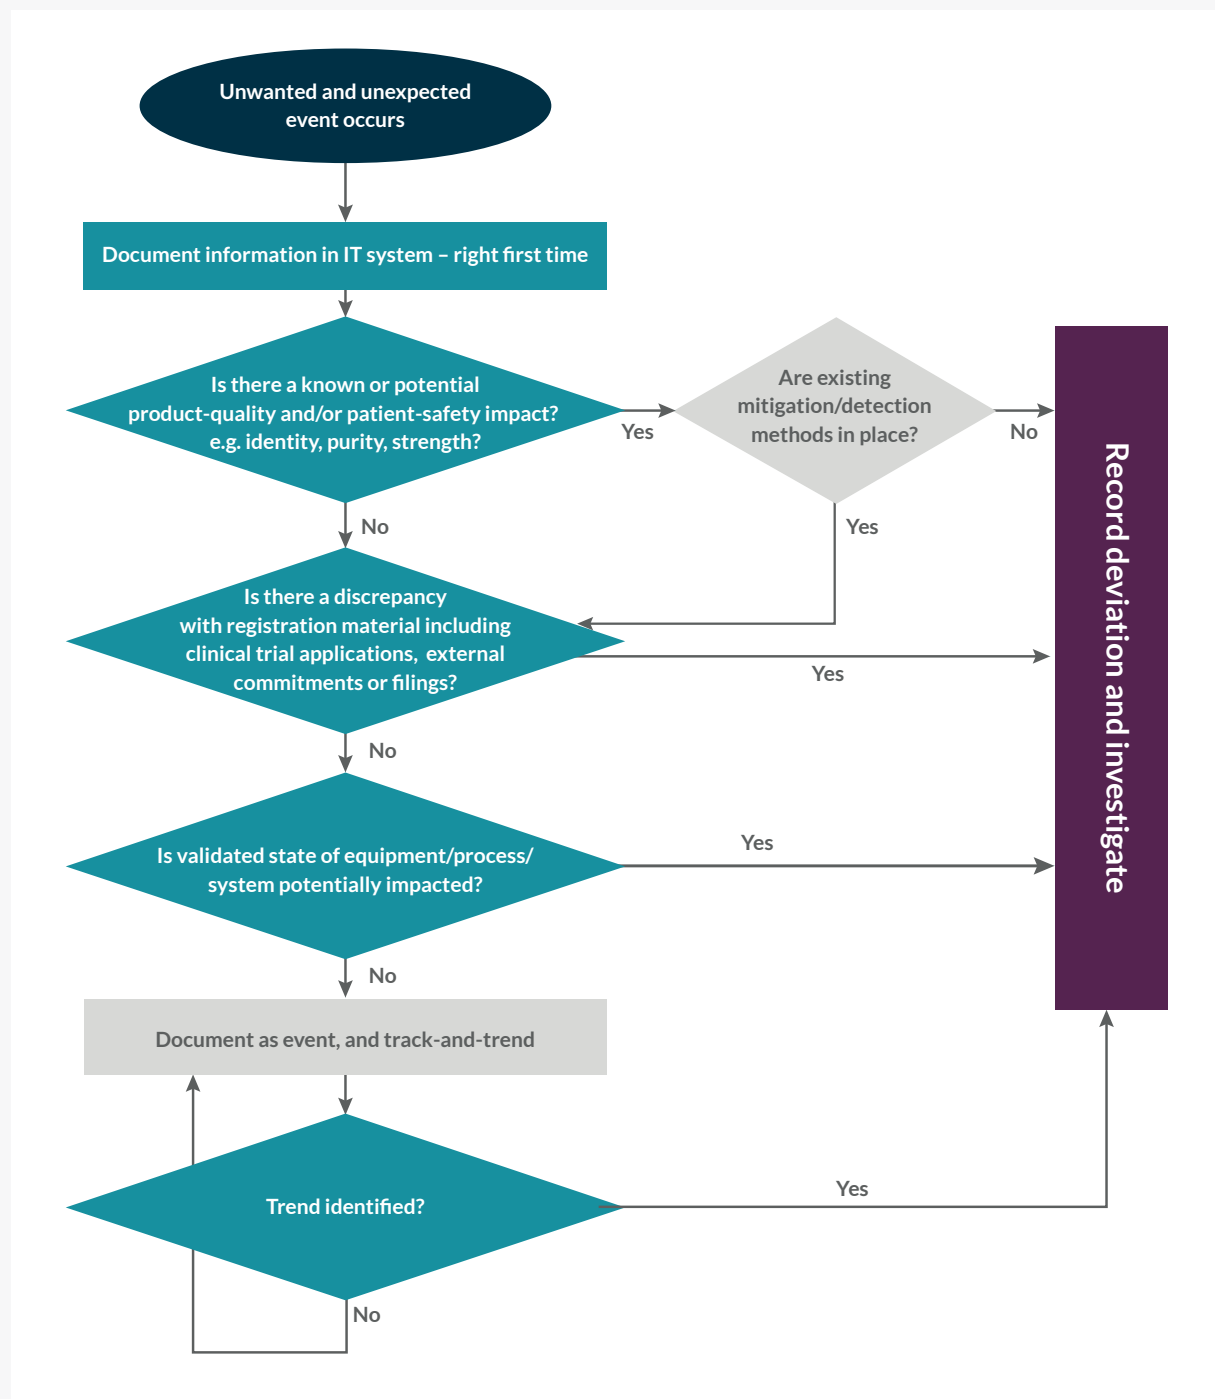 Unwanted and unexpected
event occurs
Document information in IT system – right first time
Is there a known or potential
product-quality and/or patient-safety impact?
e.g. identity, purity, strength?
Yes
Are existing
mitigation/detection
methods in place?
No
Record deviation and investigate
No
Yes
Is there a discrepancy
with registration material including
clinical trial applications,  external
commitments or filings?
Yes
No
Is validated state of equipment/process/
system potentially impacted?
Yes
No
Document as event, and track-and-trend
Trend identified?
Yes
No